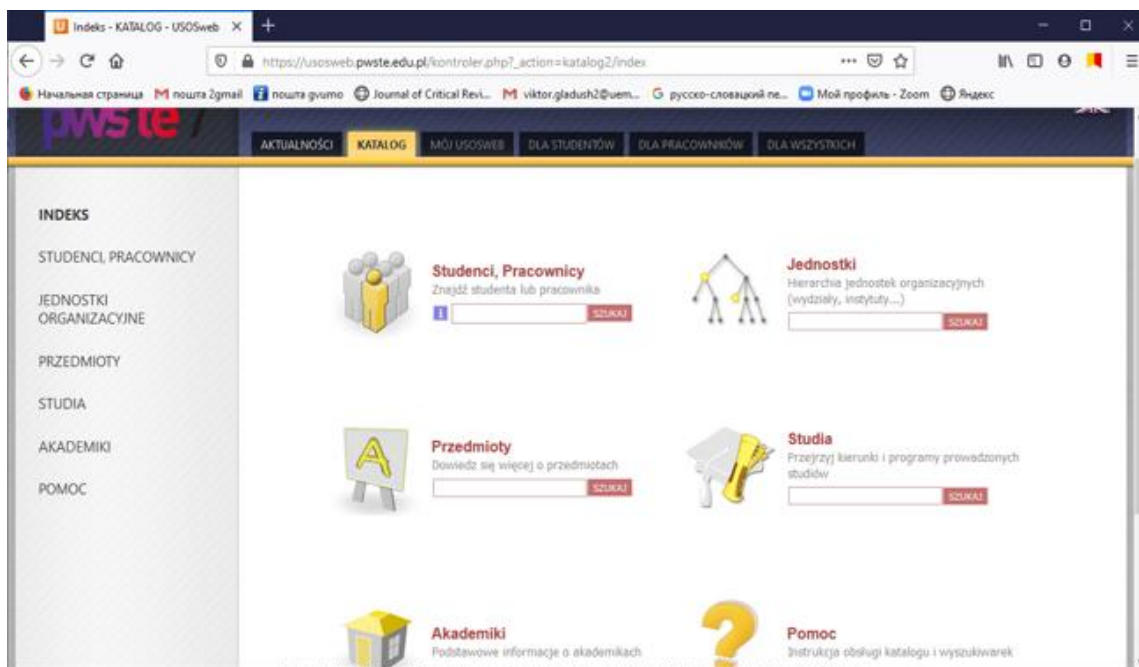 Indeks - KATALOG - USOSweb
https://usosweb.pwste.edu.pl/kontroler.php?_action=katalog2/index
Начальная страница почта 2gmail почта gvumo Journal of Critical Revi... viktor.gladush2@uem... русско-словацкий пе... Мой профиль - Zoom Яндекс
pwste
AKTUALNOŚCI KATALOG MÓJ USOSWEB DLA STUDENTÓW DLA PRACOWNIKÓW DLA WSZYSTKICH
INDEKS
STUDENCI, PRACOWNICY
JEDNOSTKI
ORGANIZACYJNE
PRZEDMIOTY
STUDIA
AKADEMIKI
POMOC
Studenci, Pracownicy
Znajdź studenta lub pracownika
i SZUKAJ
Jednostki
Hierarchia jednostek organizacyjnych
(wydziały, instytuty...)
SZUKAJ
Przedmioty
Dowiedz się więcej o przedmiotach
SZUKAJ
Studia
Przejrzyj kierunki i programy prowadzonych
studiów
SZUKAJ
Akademiki
Podstawowe informacje o akademikach
Pomoc
Instrukcja obsługi katalogu i wyszukiwarek